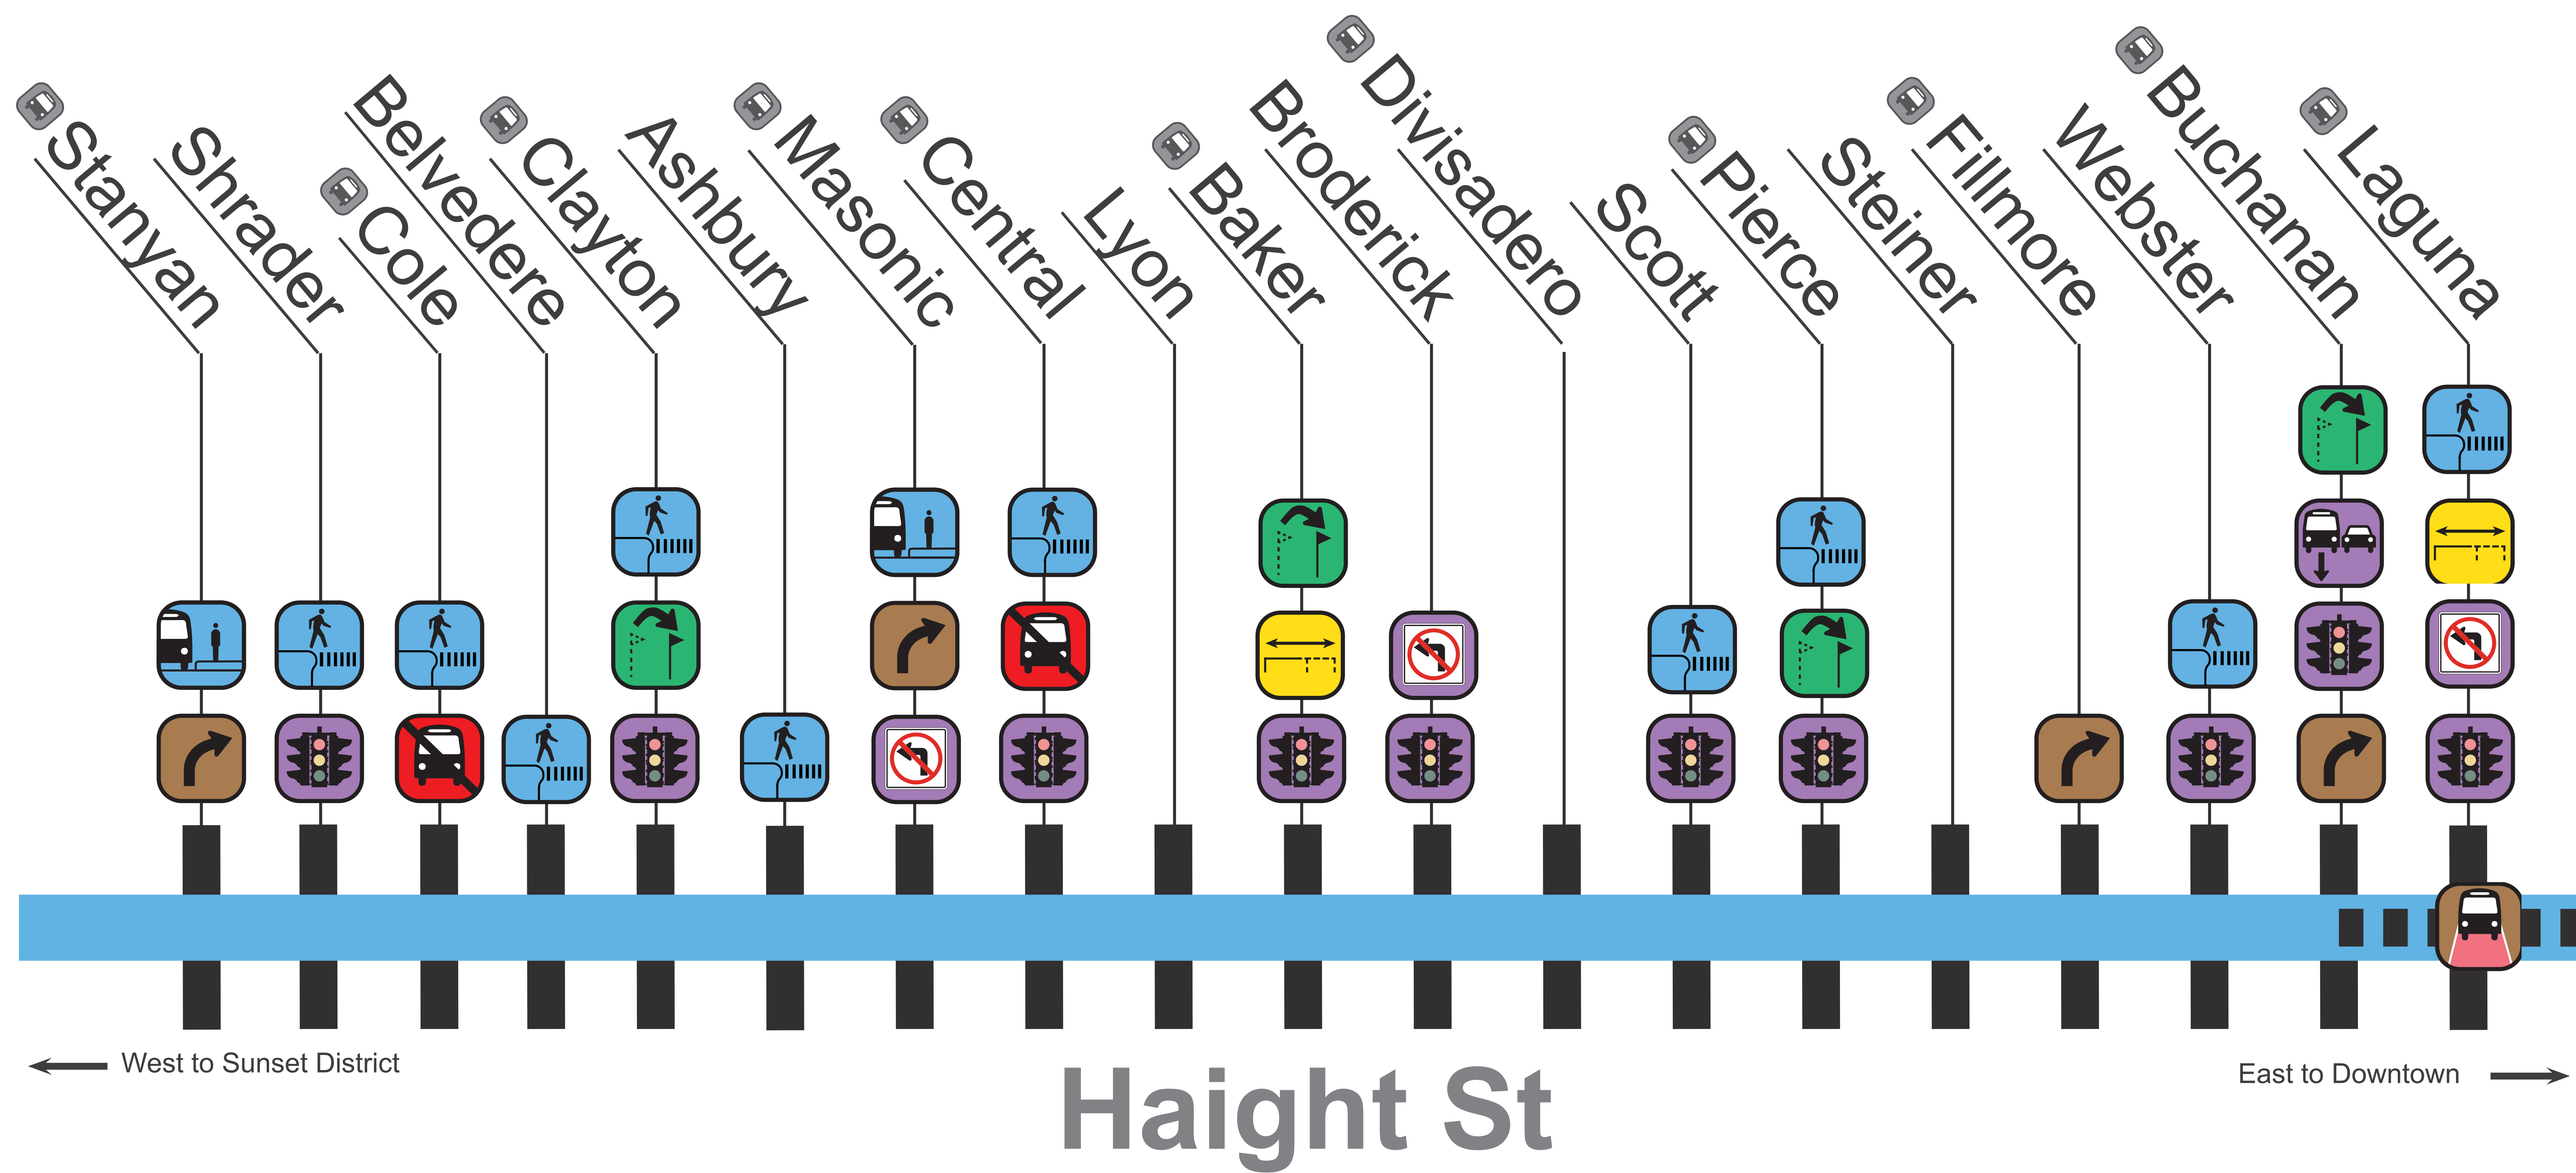 Stanyan
Shrader
Cole
Belvedere
Clayton
Ashbury
Masonic
Central
Lyon
Baker
Broderick
Divisadero
Scott
Pierce
Steiner
Fillmore
Webster
Buchanan
Laguna
West to Sunset District
East to Downtown
Haight St